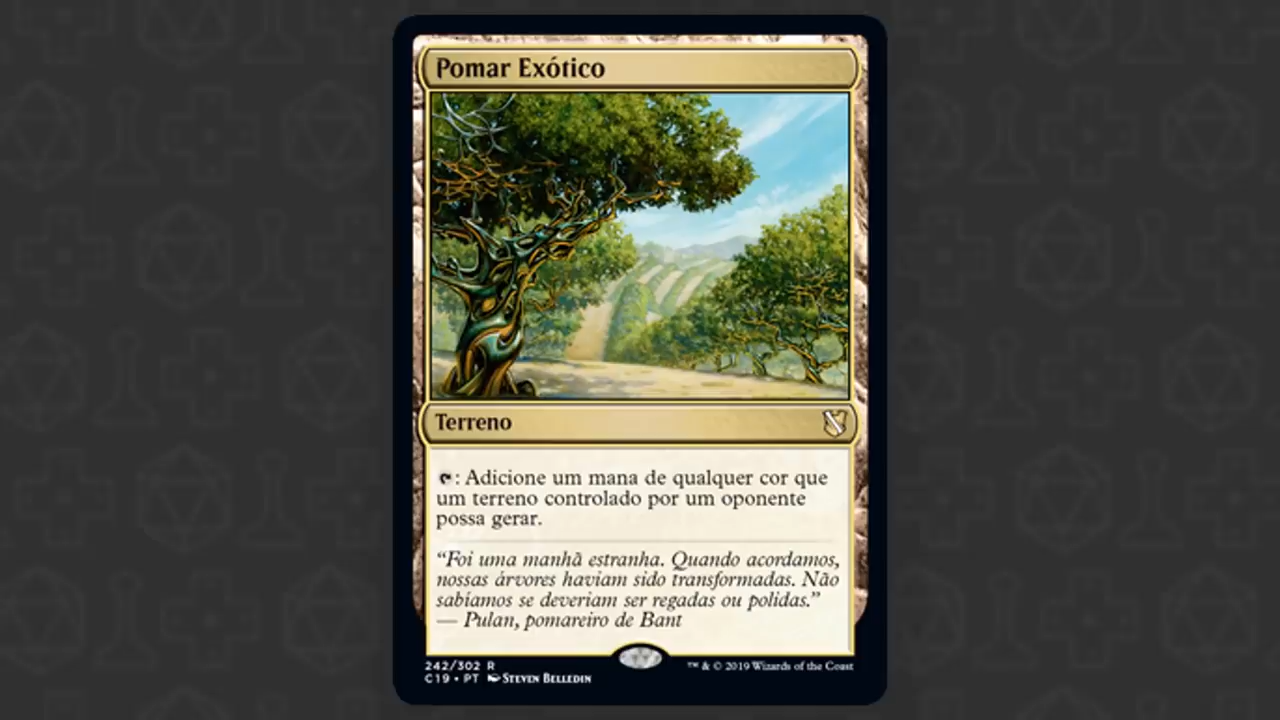 Pomar Exótico
Terreno
: Adicione um mana de qualquer cor que
um terreno controlado por um oponente
possa gerar.
“Foi uma manhã estranha. Quando acordamos,
nossas árvores haviam sido transformadas. Não
sabíamos se deveriam ser regadas ou polidas.”
— Pulan, pomareiro de Bant
242/302 R
C19 • PT Steven Belledin
™ & © 2019 Wizards of the Coast